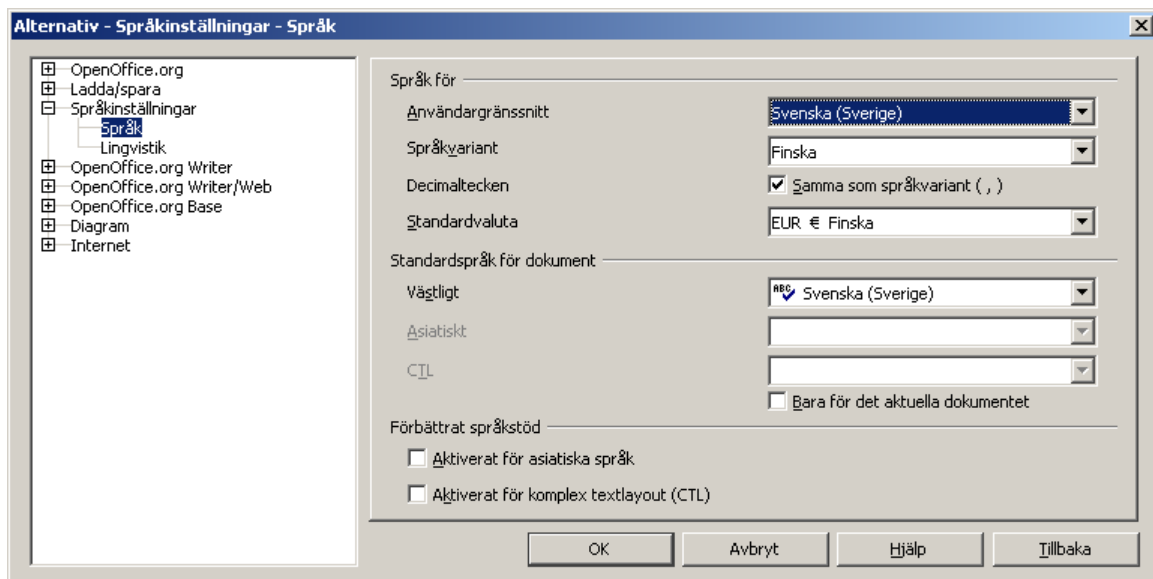 Alternativ - Språkinställningar - Språk
OpenOffice.org
Ladda/spara
Språkinställningar
Språk
Lingvistik
OpenOffice.org Writer
OpenOffice.org Writer/Web
OpenOffice.org Base
Diagram
Internet
Språk för
Användargränssnitt
Svenska (Sverige)
Språkvariant
Finska
Decimaltecken
Samma som språkvariant ( , )
Standardvaluta
EUR € Finska
Standardspråk för dokument
Västligt
ABC Svenska (Sverige)
Asiatiskt
CTL
Bara för det aktuella dokumentet
Förbättrat språkstöd
Aktiverat för asiatiska språk
Aktiverat för komplex textlayout (CTL)
OK
Avbryt
Hjälp
Tillbaka